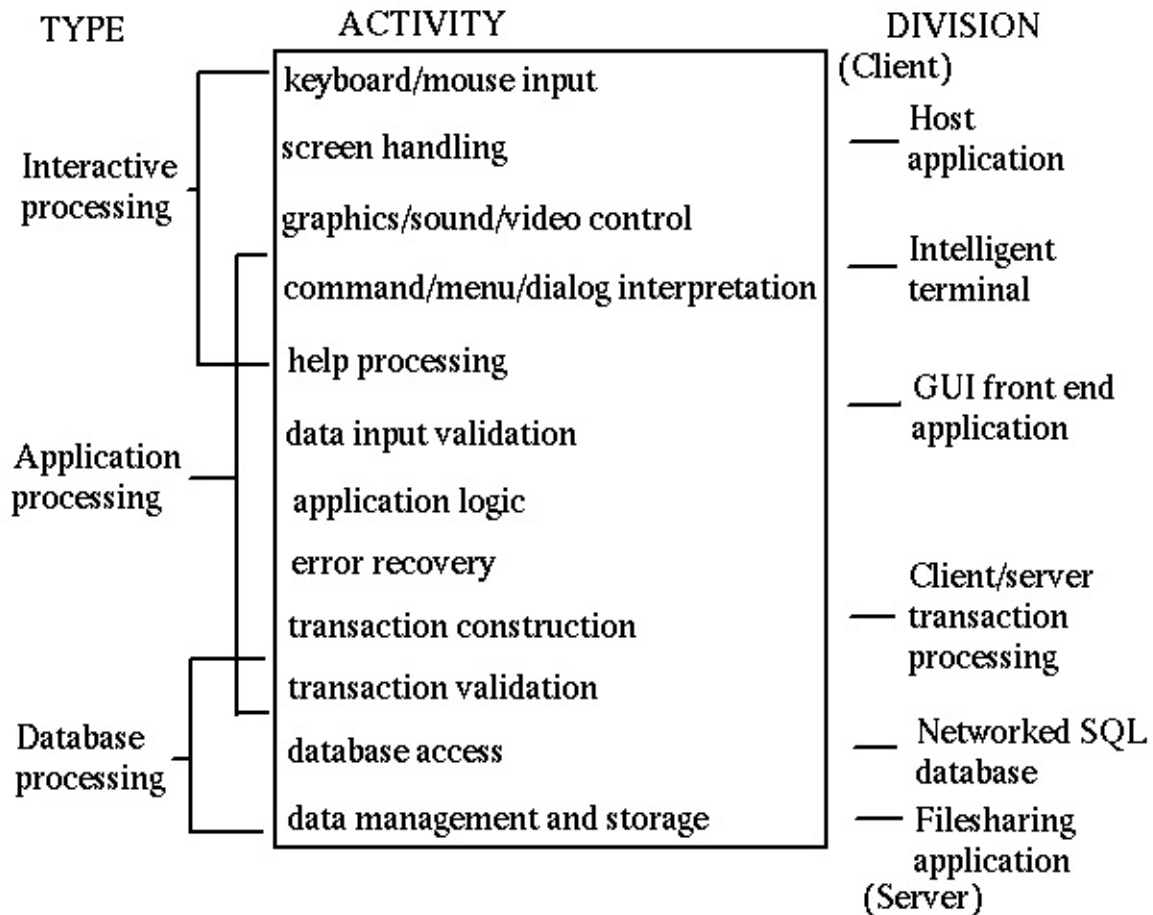 TYPE
ACTIVITY
DIVISION
(Client)
Interactive
processing
Application
processing
Database
processing
keyboard/mouse input
screen handling
graphics/sound/video control
command/menu/dialog interpretation
help processing
data input validation
application logic
error recovery
transaction construction
transaction validation
database access
data management and storage
Host
application
Intelligent
terminal
GUI front end
application
Client/server
transaction
processing
Networked SQL
database
Filesharing
application
(Server)